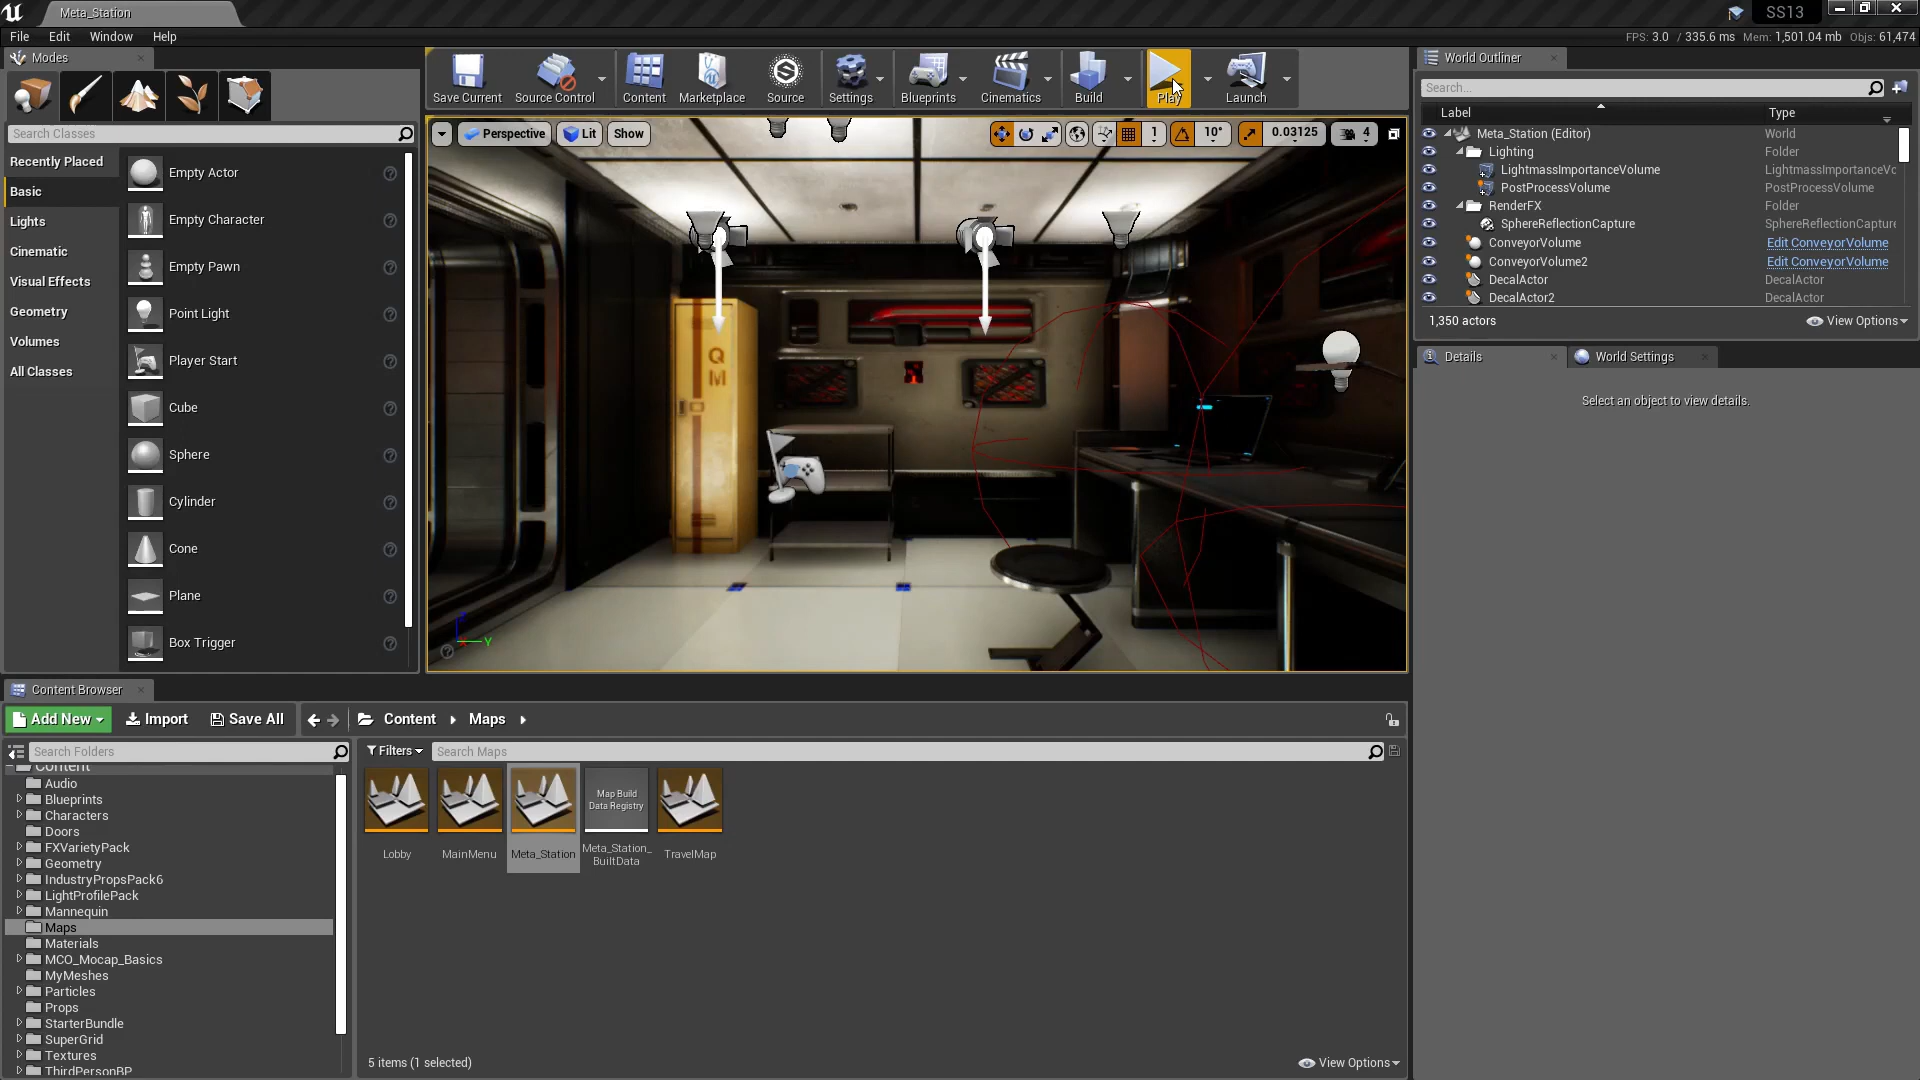 Meta_Station
SS13
File Edit Window Help
FPS: 3.0 / 335.6 ms Mem: 1,501.04 mb Objs: 61,474
Modes
Search Classes
Recently Placed
Basic
Lights
Cinematic
Visual Effects
Geometry
Volumes
All Classes
Empty Actor
Empty Character
Empty Pawn
Point Light
Player Start
Cube
Sphere
Cylinder
Cone
Plane
Box Trigger
Save Current
Source Control
Content
Marketplace
Source
Settings
Blueprints
Cinematics
Build
Play
Launch
Perspective
Lit
Show
1
10°
0.03125
4
Q
M
Y
World Outliner
Search...
Label Type
Meta_Station (Editor) World
Lighting Folder
LightmassImportanceVolume LightmassImportanceVc
PostProcessVolume PostProcessVolume
RenderFX Folder
SphereReflectionCapture SphereReflectionCapture
ConveyorVolume Edit ConveyorVolume
ConveyorVolume2 Edit ConveyorVolume
DecalActor DecalActor
DecalActor2 DecalActor
1,350 actors
View Options
Details
World Settings
Select an object to view details.
Content Browser
Add New
Import
Save All
Content
Maps
Search Folders
Filters
Search Maps
Content
Audio
Blueprints
Characters
Doors
FXVarietyPack
Geometry
IndustryPropsPack6
LightProfilePack
Mannequin
Maps
Materials
MCO_Mocap_Basics
MyMeshes
Particles
Props
StarterBundle
SuperGrid
Textures
ThirdPersonBP
Map Build
Data Registry
Lobby
MainMenu
Meta_Station
Meta_Station_
BuiltData
TravelMap
5 items (1 selected)
View Options